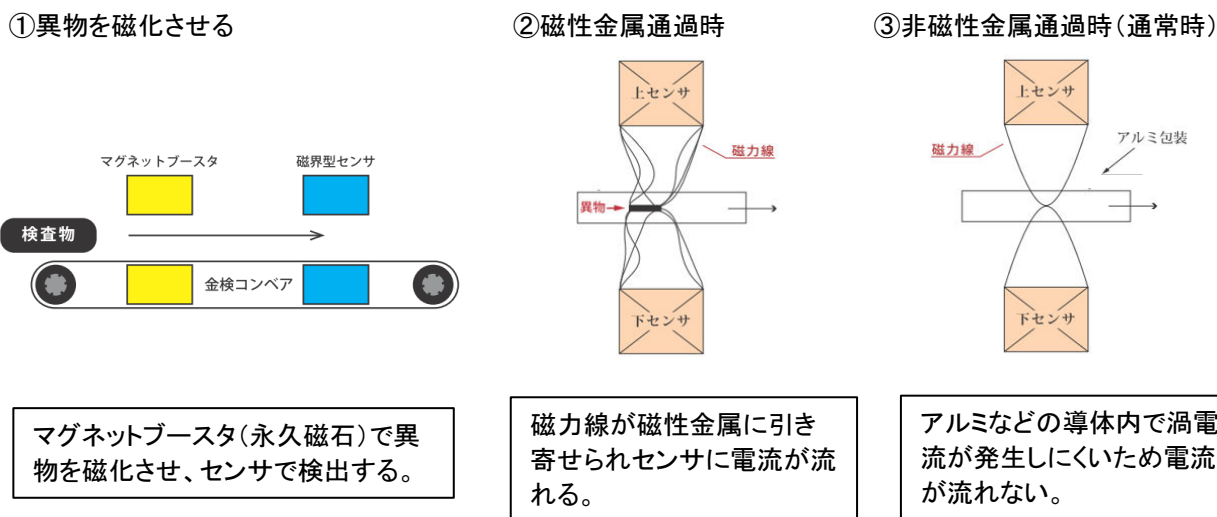 ①異物を磁化させる
マグネットブースタ
磁界型センサ
検査物
金検コンベア
マグネットブースタ(永久磁石)で異
物を磁化させ、センサで検出する。
②磁性金属通過時
上センサ
磁力線
異物
下センサ
磁力線が磁性金属に引き
寄せられセンサに電流が流
れる。
③非磁性金属通過時(通常時)
上センサ
アルミ包装
磁力線
下センサ
アルミなどの導体内で渦電
流が発生しにくいため電流
が流れない。